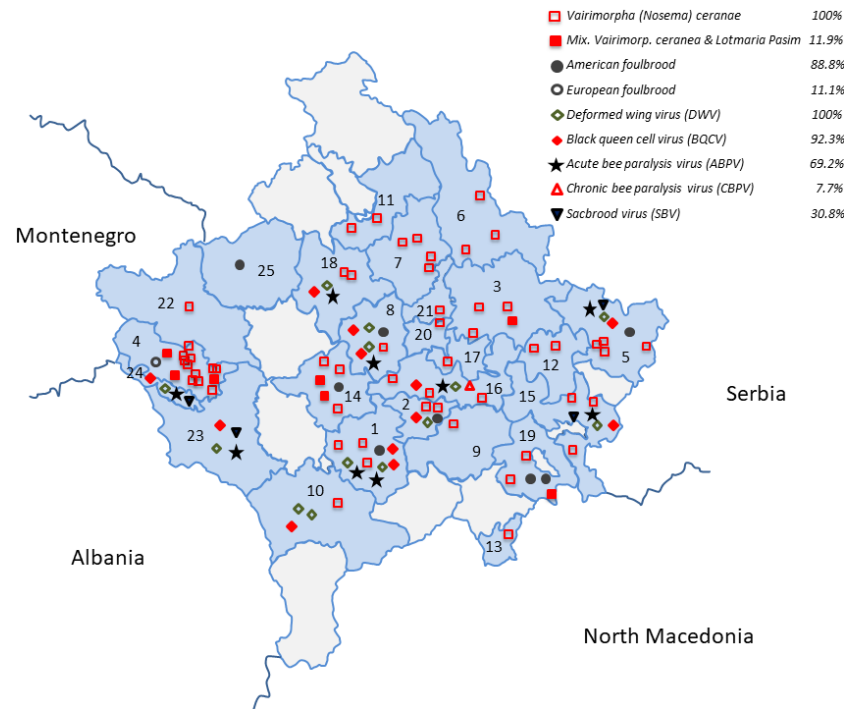 Vairimorpha (Nosema) ceranae 100%
Mix. Vairimorp. ceranea & Lotmaria Pasim 11.9%
American foulbrood 88.8%
European foulbrood 11.1%
Deformed wing virus (DWV) 100%
Black queen cell virus (BQCV) 92.3%
Acute bee paralysis virus (ABPV) 69.2%
Chronic bee paralysis virus (CBPV) 7.7%
Sacbrood virus (SBV) 30.8%
11
6
Montenegro
18
7
25
3
22
21
8
20
4
5
17
12
24
16
14
15
Serbia
2
1
19
23
9
10
13
Albania
North Macedonia